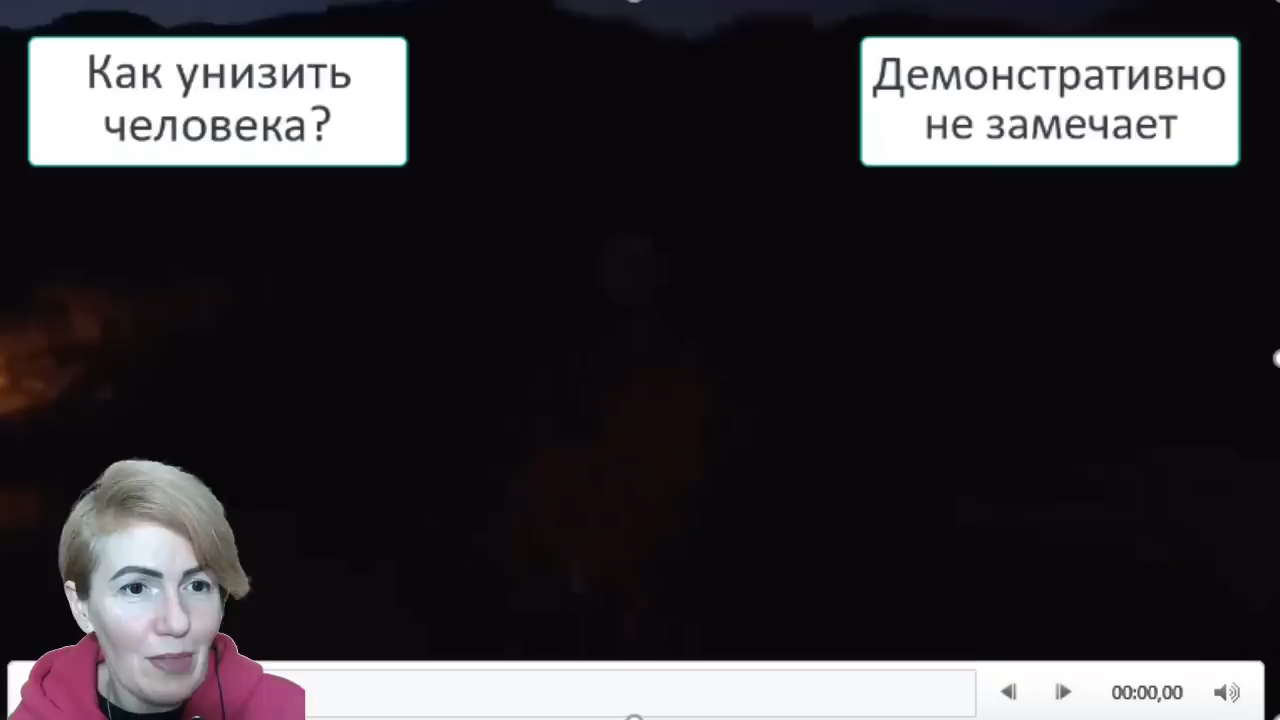 Как унизить
человека?
Демонстративно
не замечает
00:00,00